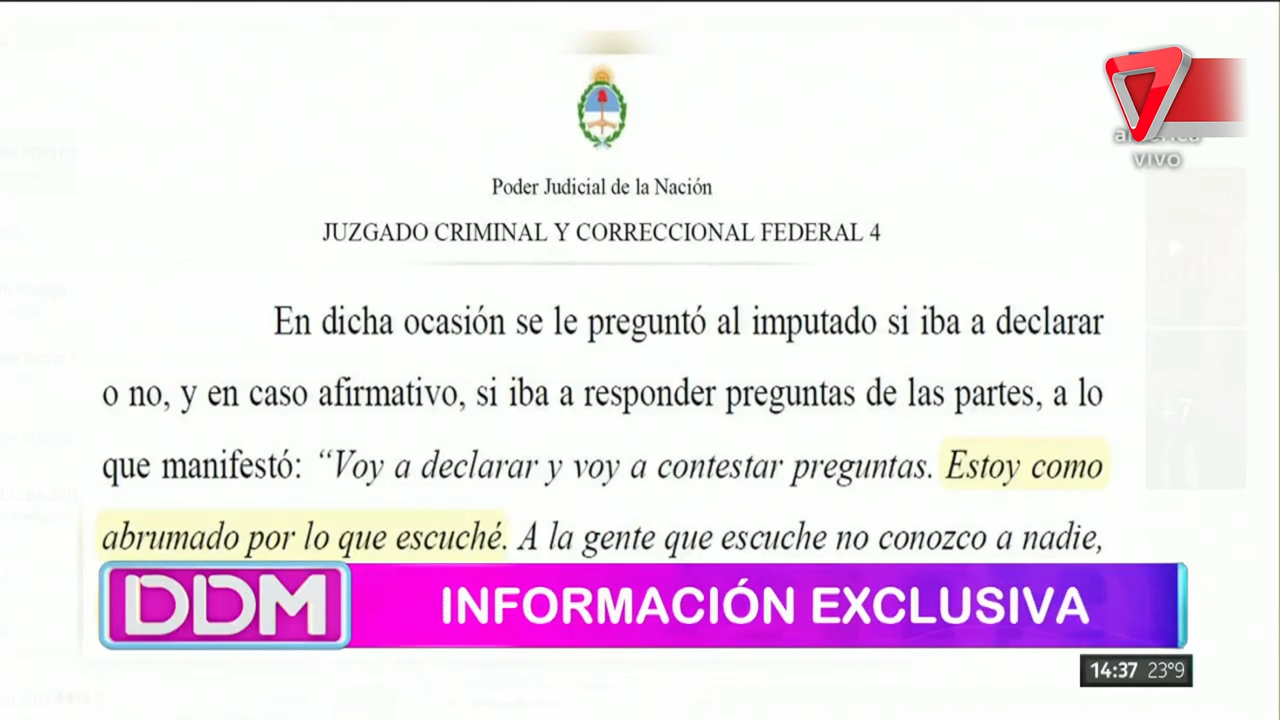 Poder Judicial de la Nación
JUZGADO CRIMINAL Y CORRECCIONAL FEDERAL 4
En dicha ocasión se le preguntó al imputado si iba a declarar
o no, y en caso afirmativo, si iba a responder preguntas de las partes, a lo
que manifestó: “Voy a declarar y voy a contestar preguntas. Estoy como
abrumado por lo que escuché. A la gente que escuche no conozco a nadie,
VIVO
+7
DDM INFORMACIÓN EXCLUSIVA
14:37 23º9